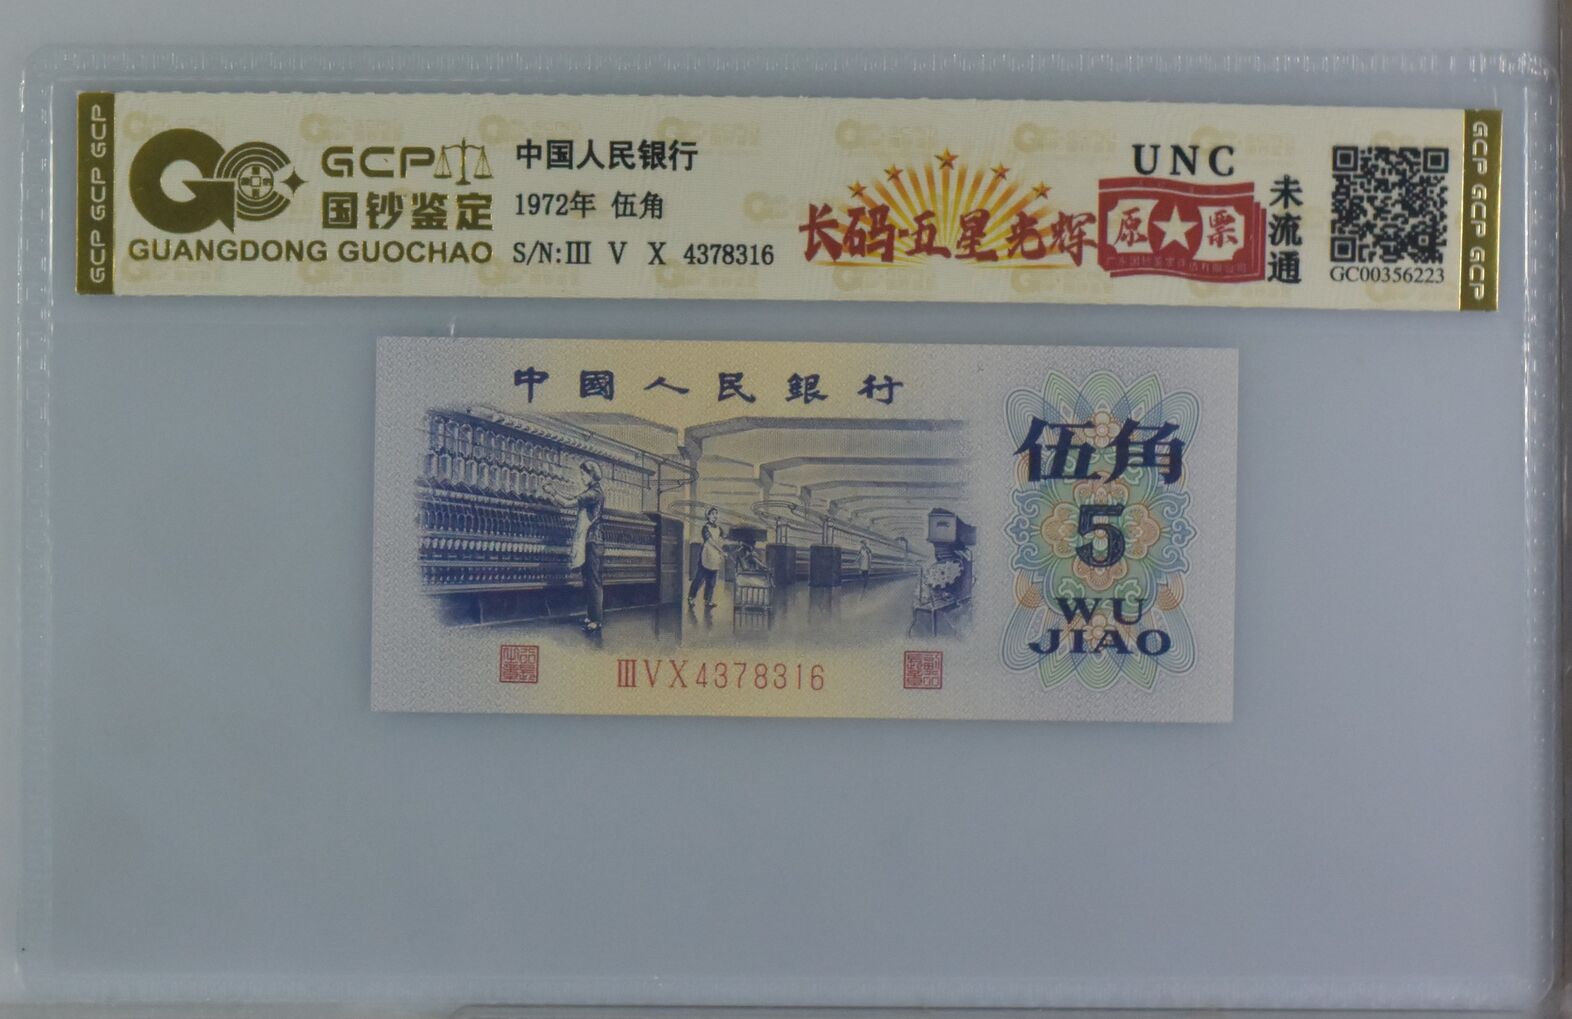 GCP GCP GCP
GCP
国钞鉴定
GUANGDONG GUOCHAO
中国人民银行
1972年 伍角
S/N:Ⅲ V X 4378316
长码五星光辉
UNC
原★票
未流通
GC00356223
GCP GCP GCP
中國人民銀行
伍角
5
WU
JIAO
ⅢVX4378316